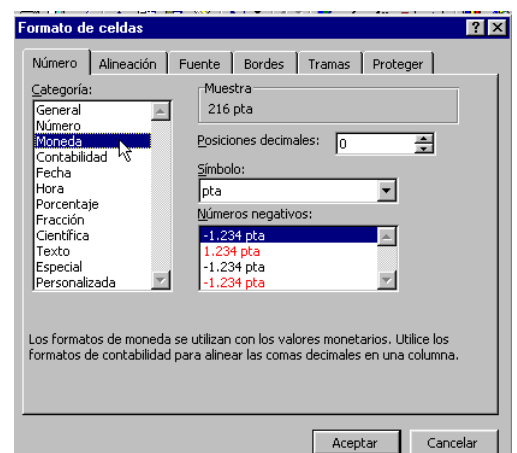 Formato de celdas
Número Alineación Fuente Bordes Tramas Proteger
Categoría:
General
Número
Moneda
Contabilidad
Fecha
Hora
Porcentaje
Fracción
Científica
Texto
Especial
Personalizada
Muestra
216 pta
Posiciones decimales: 0
Símbolo:
pta
Números negativos:
-1.234 pta
1.234 pta
-1.234 pta
-1.234 pta
Los formatos de moneda se utilizan con los valores monetarios. Utilice los
formatos de contabilidad para alinear las comas decimales en una columna.
Aceptar Cancelar